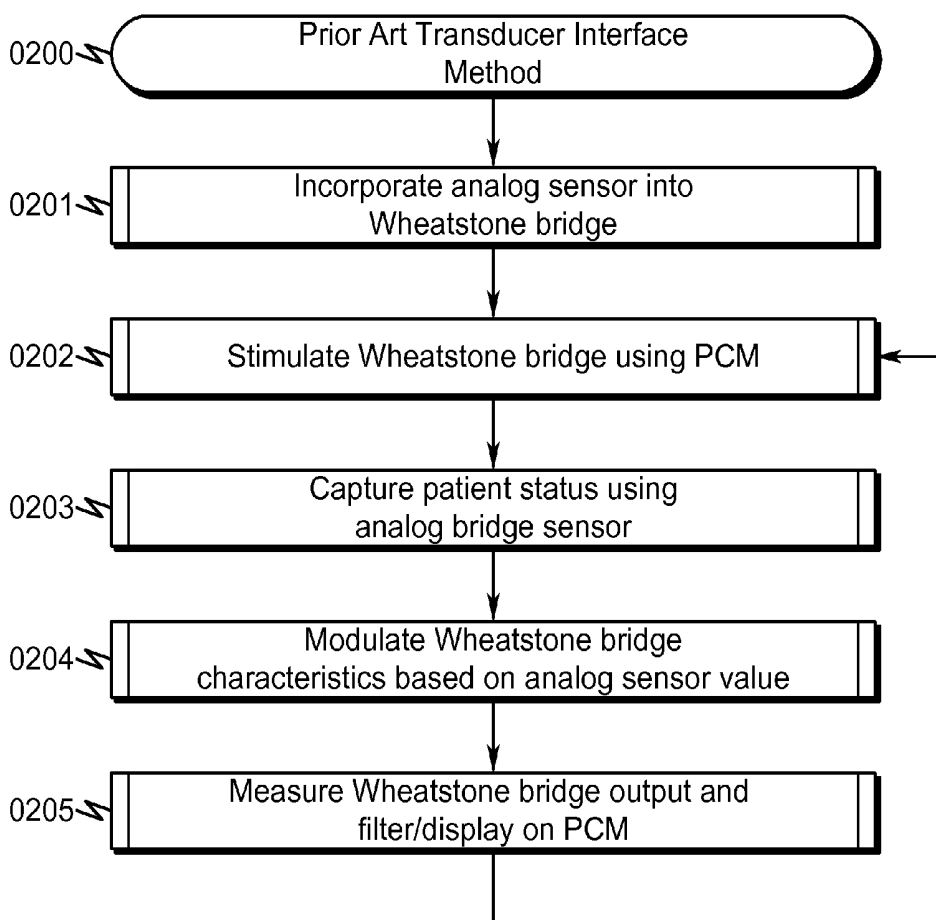 0200
Prior Art Transducer Interface
Method
0201
Incorporate analog sensor into
Wheatstone bridge
0202
Stimulate Wheatstone bridge using PCM
0203
Capture patient status using
analog bridge sensor
0204
Modulate Wheatstone bridge
characteristics based on analog sensor value
0205
Measure Wheatstone bridge output and
filter/display on PCM